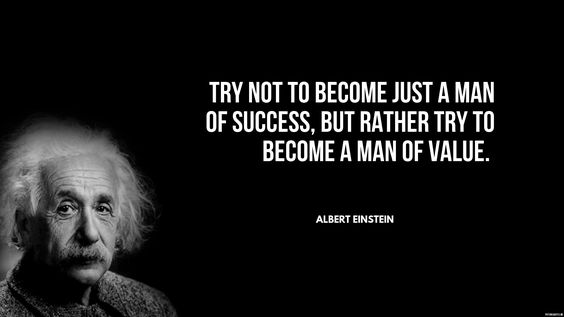 TRY NOT TO BECOME JUST A MAN
OF SUCCESS, BUT RATHER TRY TO
BECOME A MAN OF VALUE.
ALBERT EINSTEIN